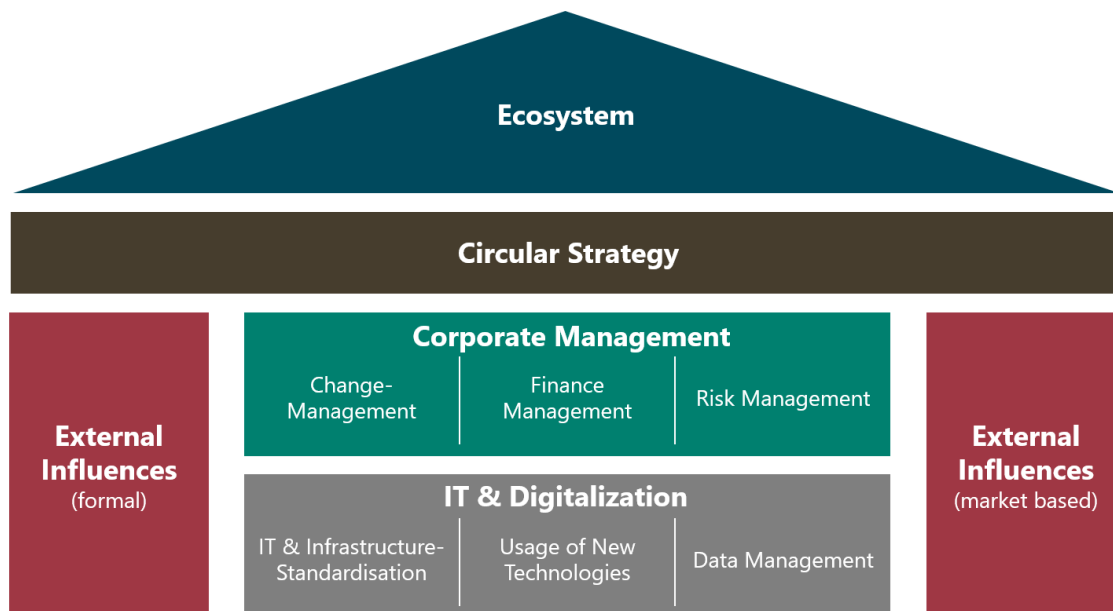 Ecosystem
Circular Strategy
External
Influences
(formal)
Corporate Management
Change-
Management
Finance
Management
Risk Management
IT & Digitalization
IT & Infrastructure-
Standardisation
Usage of New
Technologies
Data Management
External
Influences
(market based)